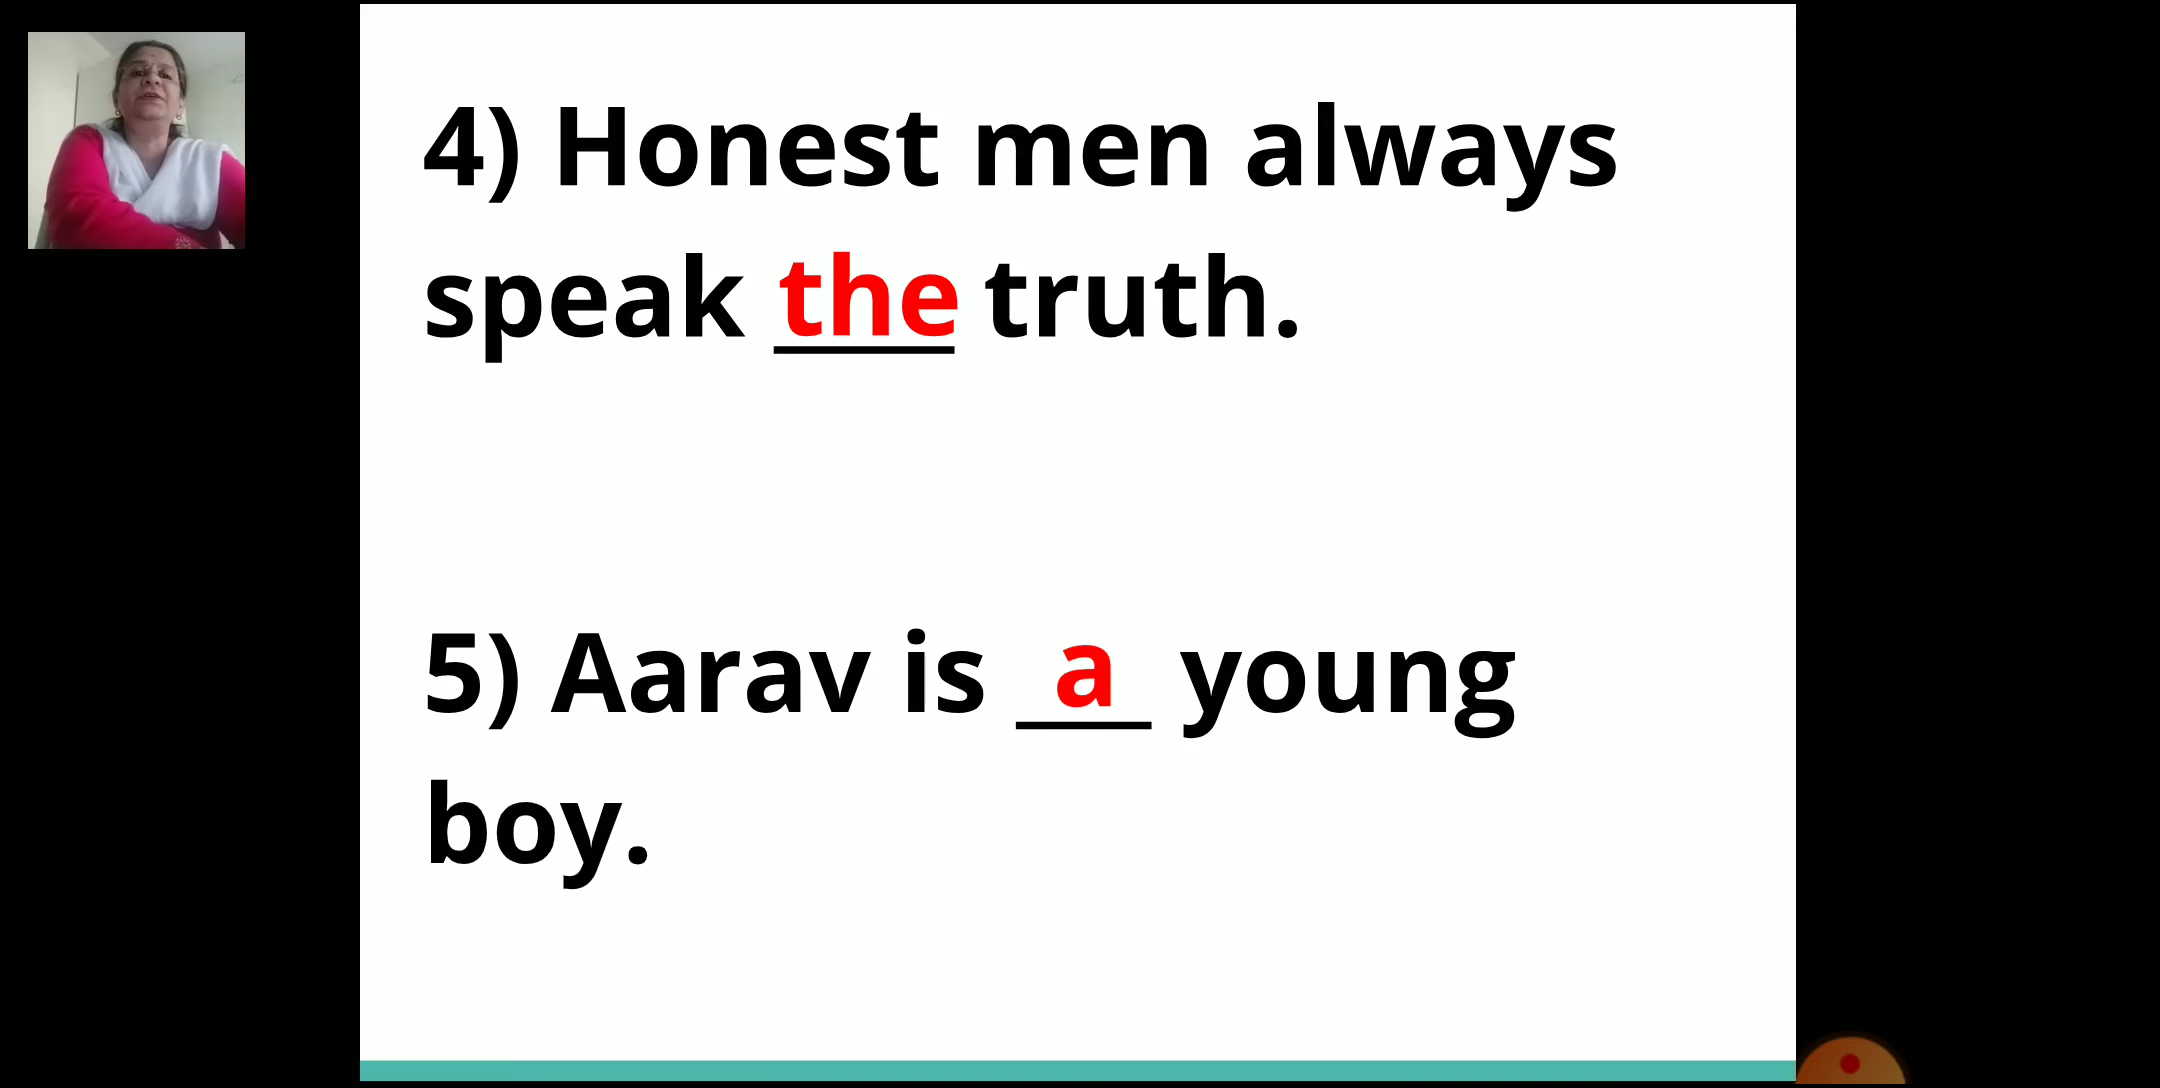 4) Honest men always
speak the truth.
5) Aarav is a young
boy.